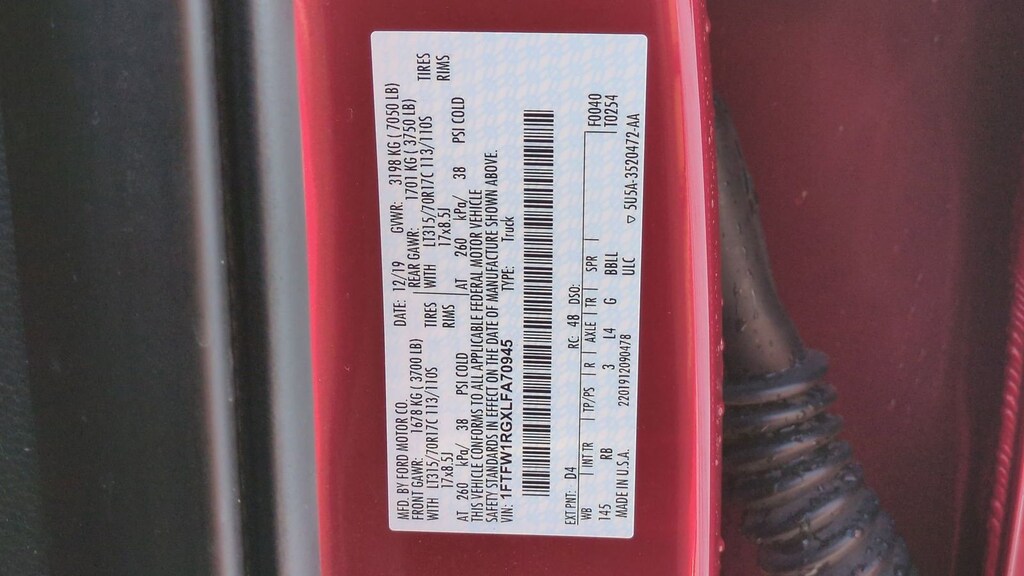 MFD. BY FORD MOTOR CO.
DATE: 12/19 GVWR: 3198 KG ( 7050 LB)
FRONT GAWR: 1678 KG ( 3700 LB) REAR GAWR: 1701 KG ( 3750 LB)
WITH LT315/70R17C 113/110S TIRES WITH LT315/70R17C 113/110S TIRES
17x8.5J RIMS 17x8.5J RIMS
AT 260 kPa/ 38 PSI COLD AT 260 kPa/ 38 PSI COLD
THIS VEHICLE CONFORMS TO ALL APPLICABLE FEDERAL MOTOR VEHICLE
SAFETY STANDARDS IN EFFECT ON THE DATE OF MANUFACTURE SHOWN ABOVE.
VIN: 1FTFW1RGXLFA70945 TYPE: Truck
EXT PNT: D4 RC: 48 DSO:
WB INT TR TP/PS R AXLE TR SPR F0040
145 RB 3 L4 G BBLL T0254
MADE IN U.S.A. 2201912090478 ULC
▽ 5U5A-3520472-AA